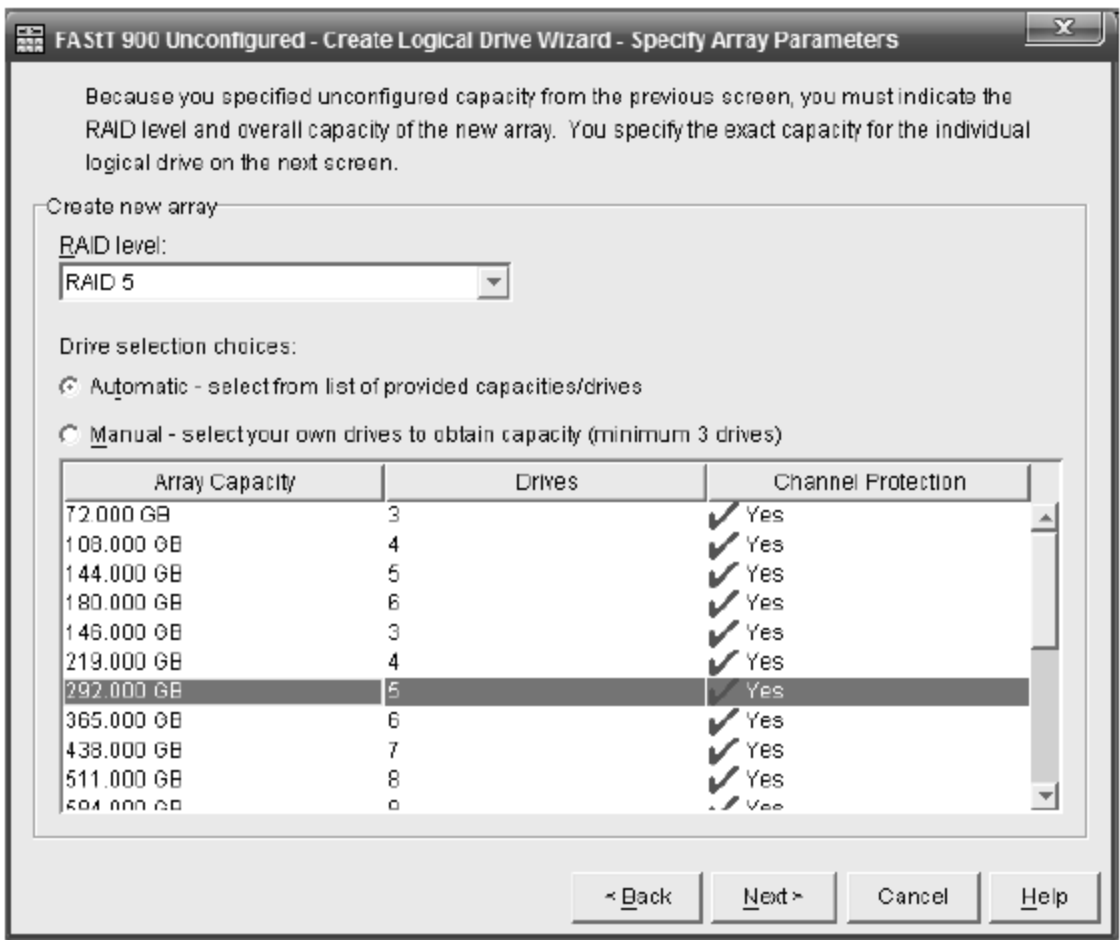 FAStT 900 Unconfigured - Create Logical Drive Wizard - Specify Array Parameters
Because you specified unconfigured capacity from the previous screen, you must indicate the
RAID level and overall capacity of the new array. You specify the exact capacity for the individual
logical drive on the next screen.
Create new array
RAID level:
RAID 5
Drive selection choices:
Automatic - select from list of provided capacities/drives
Manual - select your own drives to obtain capacity (minimum 3 drives)
Array Capacity Drives Channel Protection
72.000 GB 3 Yes
108.000 GB 4 Yes
144.000 GB 5 Yes
180.000 GB 6 Yes
146.000 GB 3 Yes
219.000 GB 4 Yes
292.000 GB 5 Yes
365.000 GB 6 Yes
438.000 GB 7 Yes
511.000 GB 8 Yes
9 Yes
< Back Next > Cancel Help